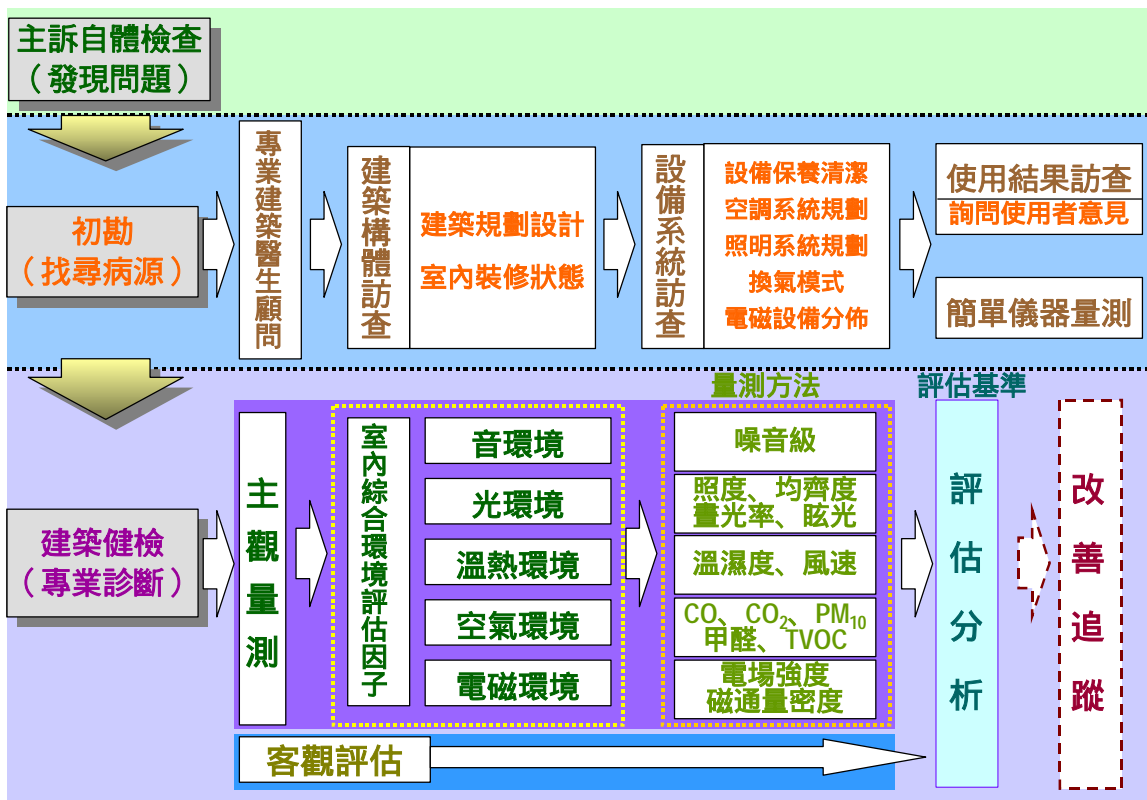 主訴自體檢查
（發現問題）
初勘
（找尋病源）
專業建築醫生顧問
建築構體訪查
建築規劃設計
室內裝修狀態
設備系統訪查
設備保養清潔
空調系統規劃
照明系統規劃
換氣模式
電磁設備分佈
使用結果訪查
詢問使用者意見
簡單儀器量測
量測方法
評估基準
建築健檢
（專業診斷）
主觀量測
室內綜合環境評估因子
音環境
光環境
溫熱環境
空氣環境
電磁環境
噪音級
照度、均齊度
晝光率、眩光
溫濕度、風速
CO、CO₂、PM₁₀
甲醛、TVOC
電場強度
磁通量密度
評估分析
改善追蹤
客觀評估